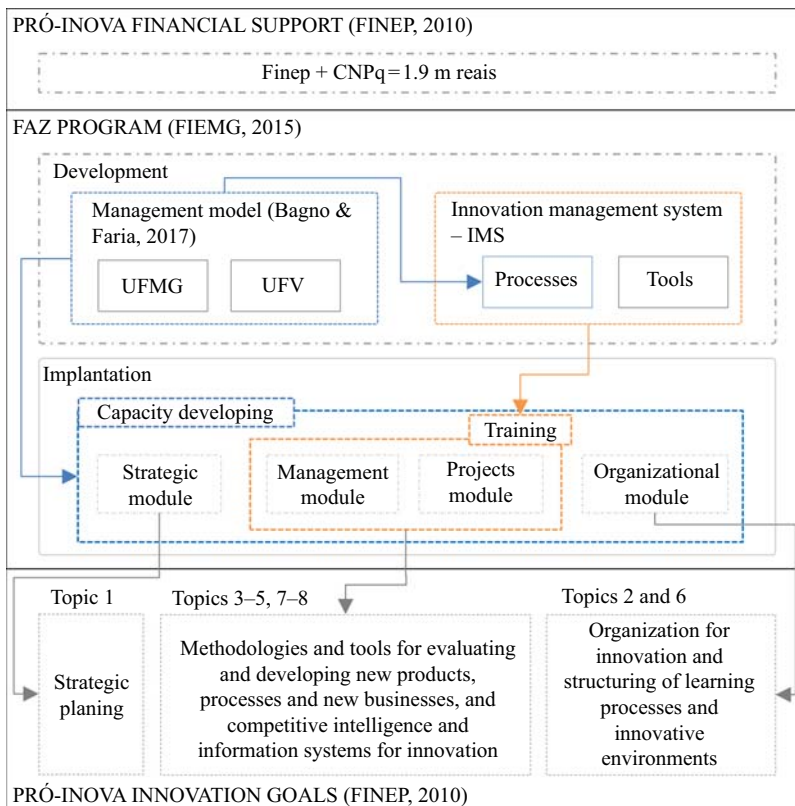 PRÓ-INOVA FINANCIAL SUPPORT (FINEP, 2010)
Finep + CNPq = 1.9 m reais
FAZ PROGRAM (FIEMG, 2015)
Development
Management model (Bagno &
Faria, 2017)
UFMG
UFV
Innovation management system
– IMS
Processes
Tools
Implantation
Capacity developing
Training
Strategic
module
Management
module
Projects
module
Organizational
module
Topic 1
Strategic
planing
Topics 3–5, 7–8
Methodologies and tools for evaluating
and developing new products,
processes and new businesses, and
competitive intelligence and
information systems for innovation
Topics 2 and 6
Organization for
innovation and
structuring of learning
processes and
innovative
environments
PRÓ-INOVA INNOVATION GOALS (FINEP, 2010)